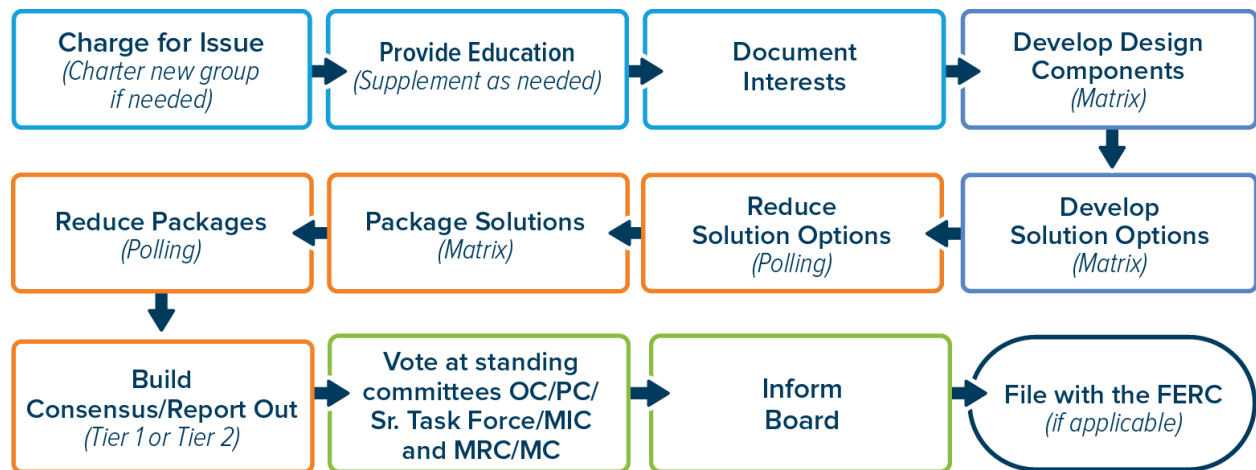 Charge for Issue
(Charter new group
if needed)
Provide Education
(Supplement as needed)
Document
Interests
Develop Design
Components
(Matrix)
Develop
Solution Options
(Matrix)
Reduce
Solution Options
(Polling)
Package Solutions
(Matrix)
Reduce Packages
(Polling)
Build
Consensus/Report Out
(Tier 1 or Tier 2)
Vote at standing
committees OC/PC/
Sr. Task Force/MIC
and MRC/MC
Inform
Board
File with the FERC
(if applicable)